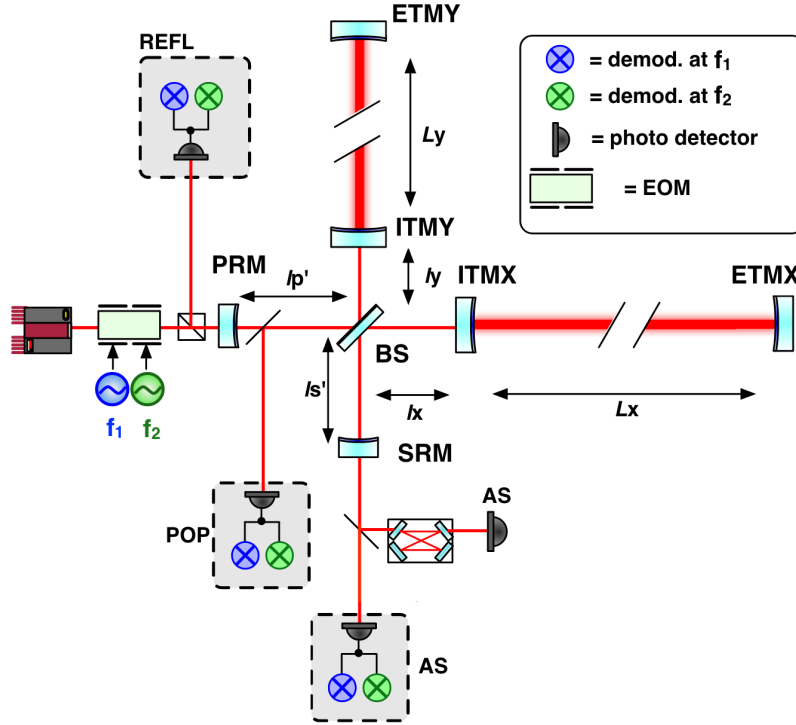 ETMY
REFL
= demod. at f1
= demod. at f2
= photo detector
= EOM
Ly
ITMY
PRM
lp'
ly
ITMX
ETMX
BS
ls'
lx
Lx
f1
f2
SRM
AS
POP
AS